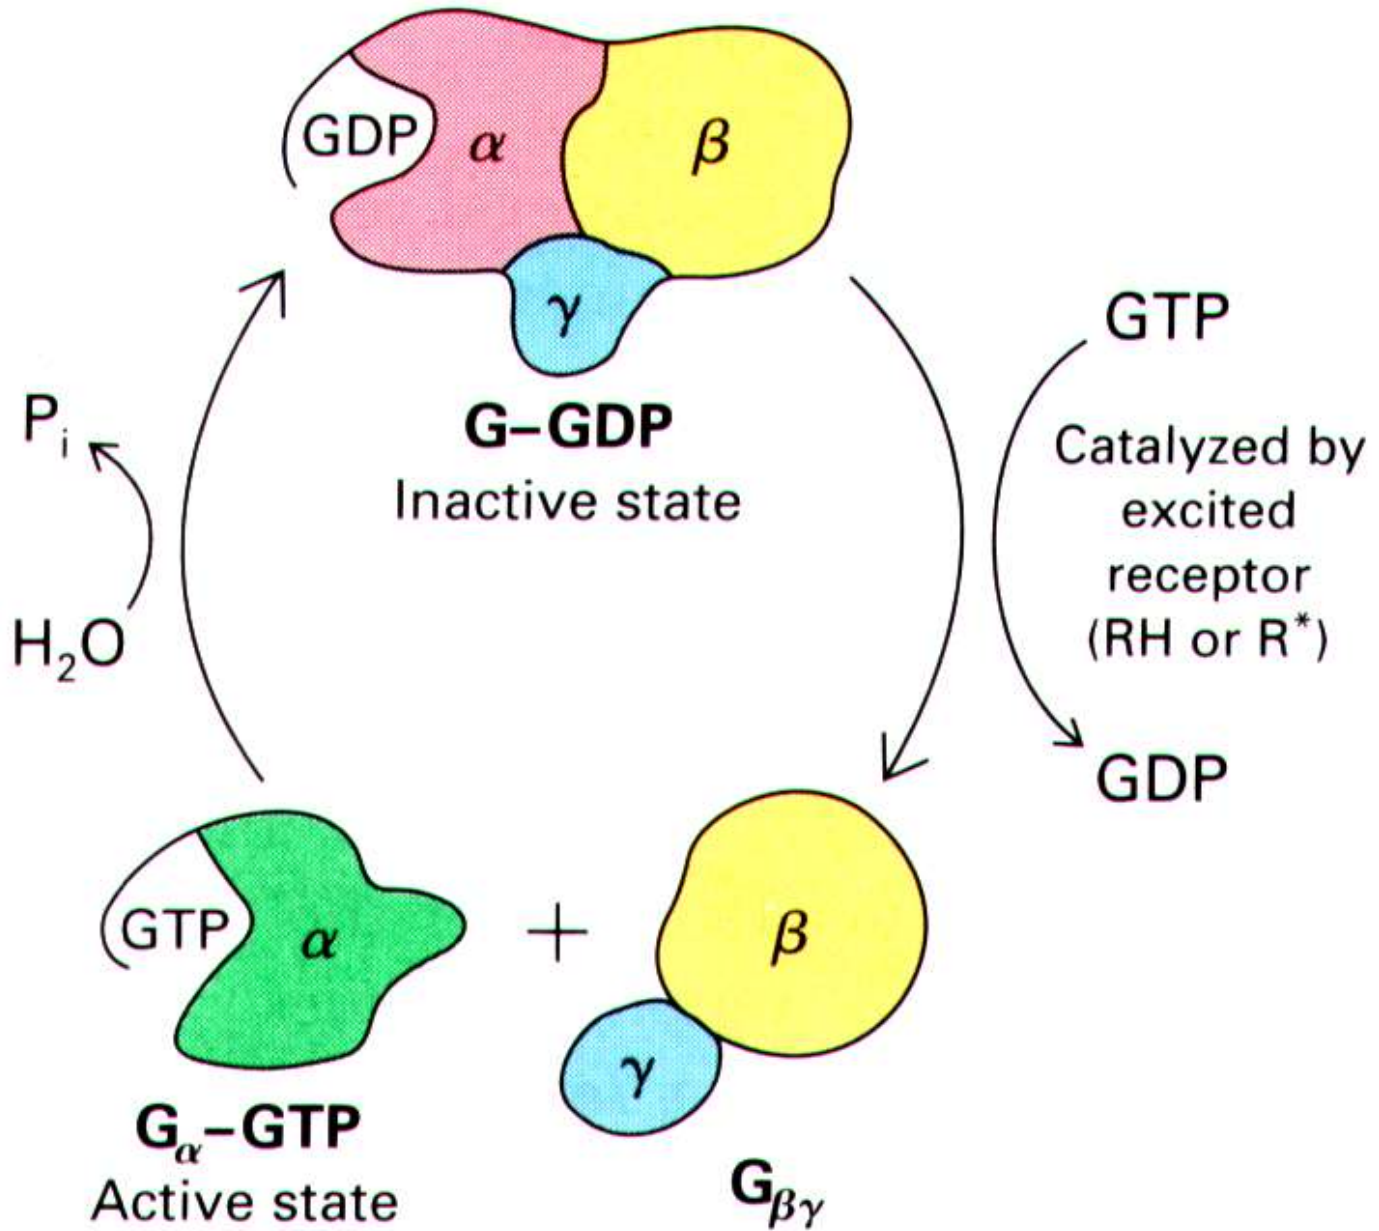 GDP
α
β
γ
G–GDP
Inactive state
GTP
Catalyzed by
excited
receptor
(RH or R*)
GDP
Pᵢ
H₂O
GTP
α
+
β
γ
Gα–GTP
Active state
Gβγ